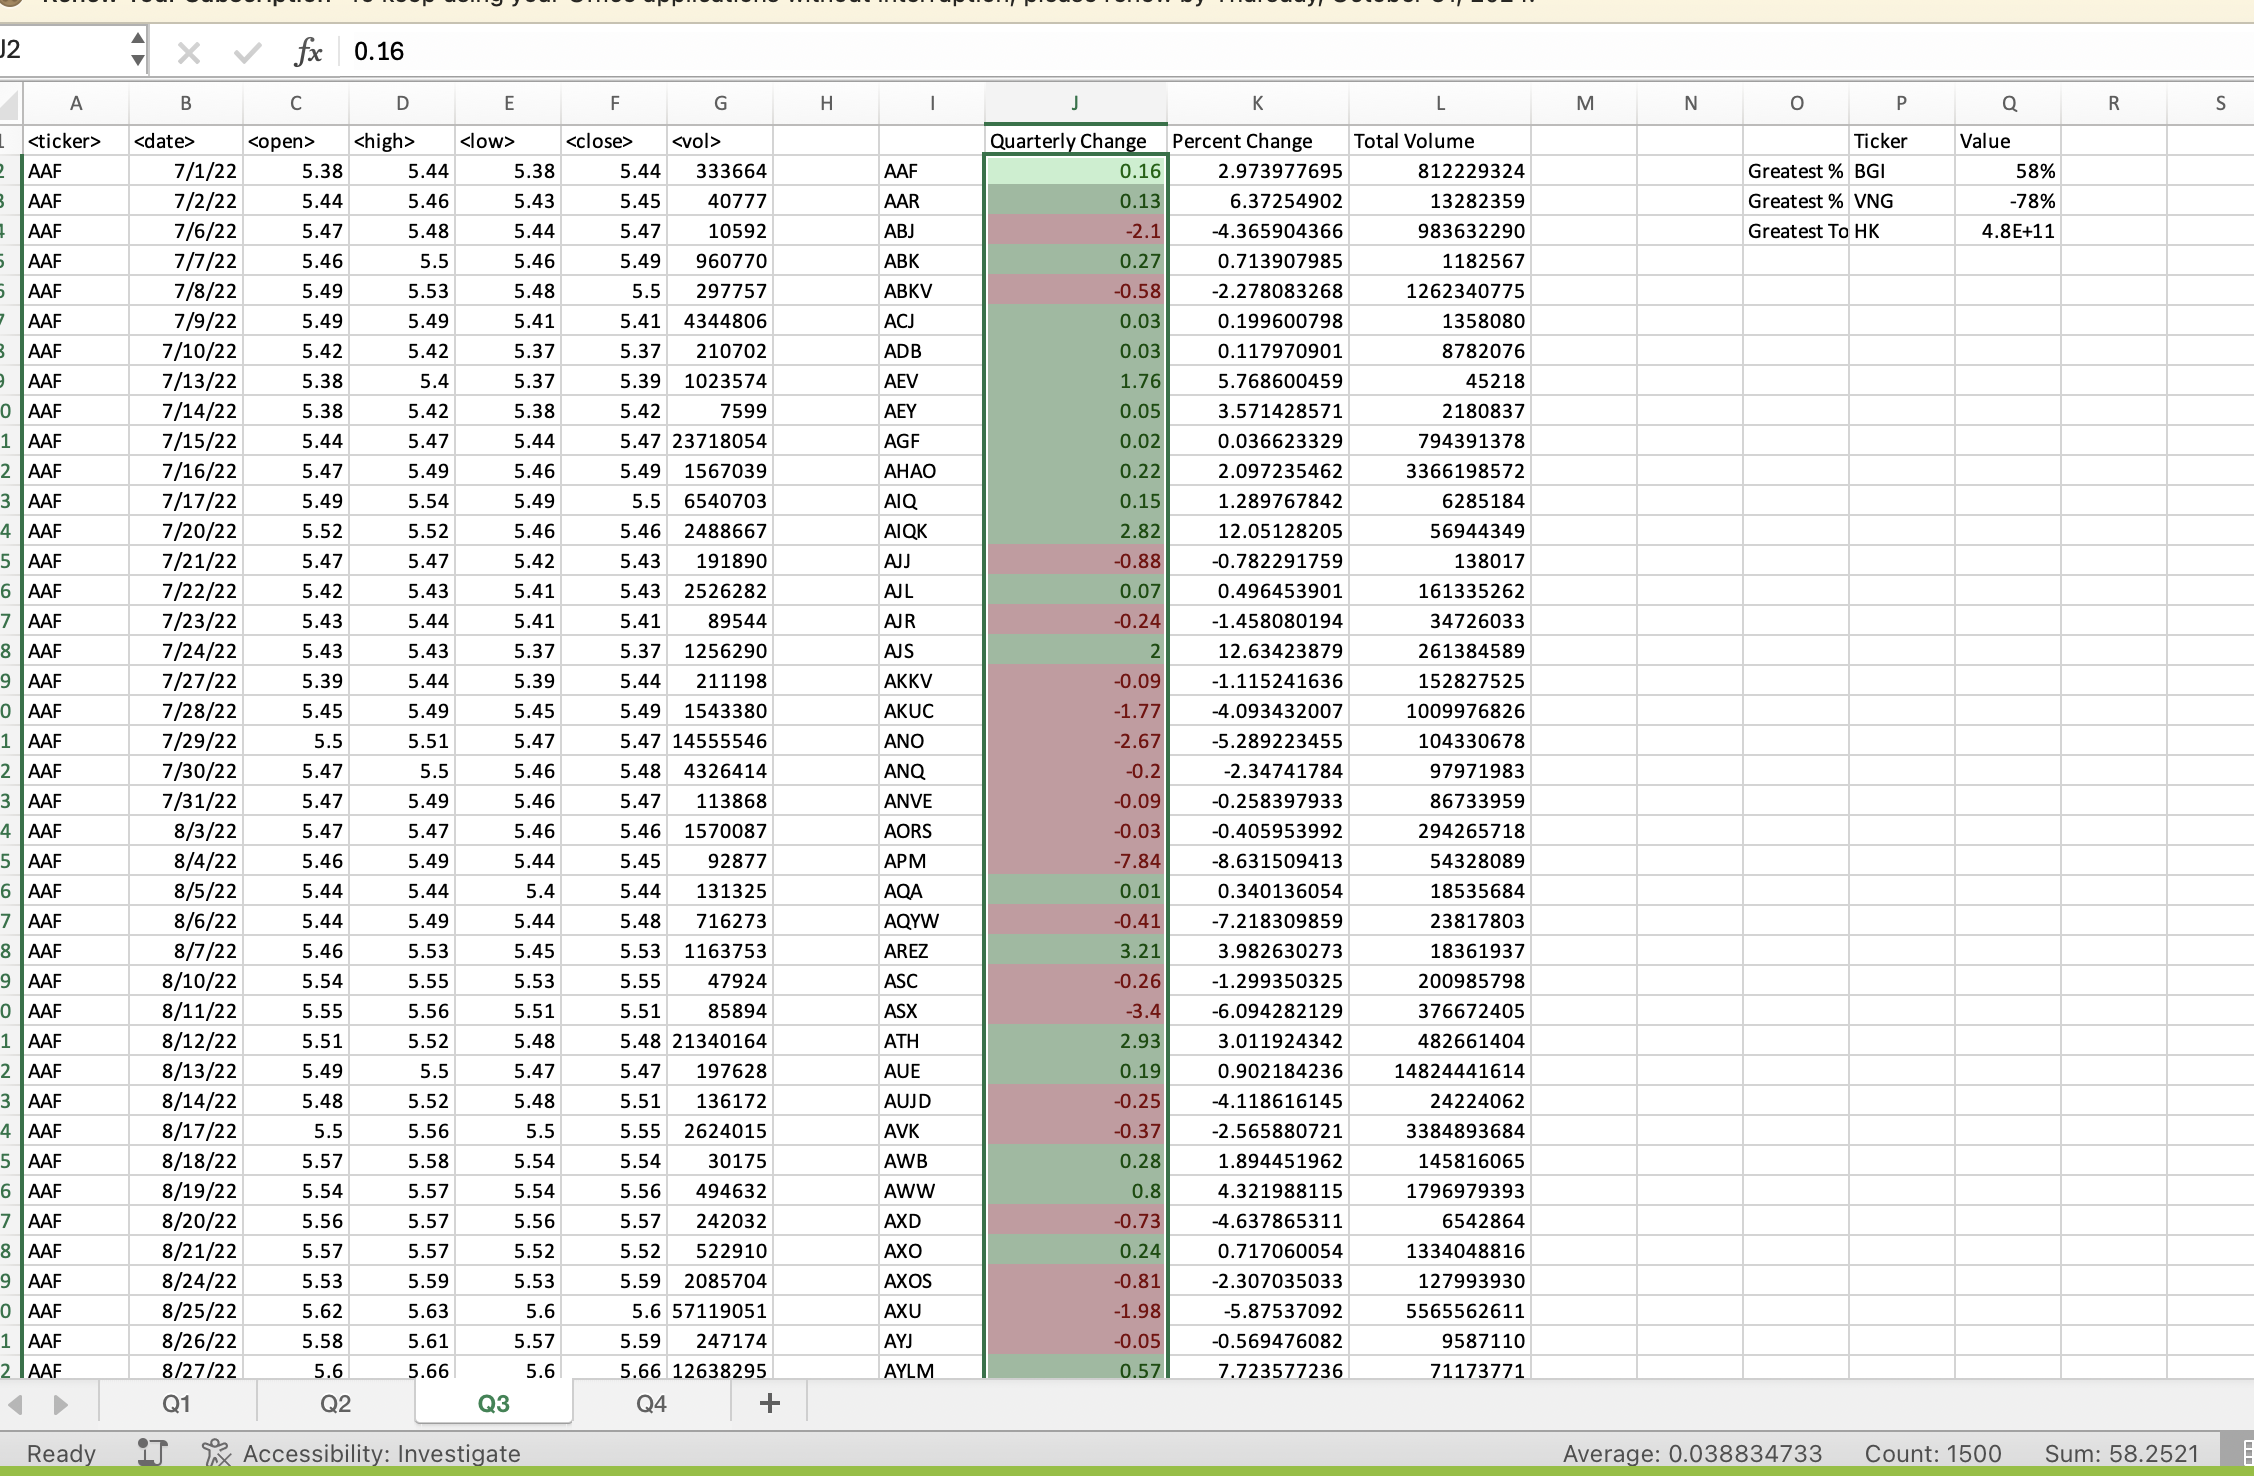 J2 fx 0.16
A B C D E F G H I J K L M N O P Q R S
<ticker> <date> <open> <high> <low> <close> <vol> Quarterly Change Percent Change Total Volume Ticker Value
AAF 7/1/22 5.38 5.44 5.38 5.44 333664 AAF 0.16 2.973977695 812229324 Greatest % BGI 58%
AAF 7/2/22 5.44 5.46 5.43 5.45 40777 AAR 0.13 6.37254902 13282359 Greatest % VNG -78%
AAF 7/6/22 5.47 5.48 5.44 5.47 10592 ABJ -2.1 -4.365904366 983632290 Greatest To HK 4.8E+11
AAF 7/7/22 5.46 5.5 5.46 5.49 960770 ABK 0.27 0.713907985 1182567
AAF 7/8/22 5.49 5.53 5.48 5.5 297757 ABKV -0.58 -2.278083268 1262340775
AAF 7/9/22 5.49 5.49 5.41 5.41 4344806 ACJ 0.03 0.199600798 1358080
AAF 7/10/22 5.42 5.42 5.37 5.37 210702 ADB 0.03 0.117970901 8782076
AAF 7/13/22 5.38 5.4 5.37 5.39 1023574 AEV 1.76 5.768600459 45218
AAF 7/14/22 5.38 5.42 5.38 5.42 7599 AEY 0.05 3.571428571 2180837
AAF 7/15/22 5.44 5.47 5.44 5.47 23718054 AGF 0.02 0.036623329 794391378
AAF 7/16/22 5.47 5.49 5.46 5.49 1567039 AHAO 0.22 2.097235462 3366198572
AAF 7/17/22 5.49 5.54 5.49 5.5 6540703 AIQ 0.15 1.289767842 6285184
AAF 7/20/22 5.52 5.52 5.46 5.46 2488667 AIQK 2.82 12.05128205 56944349
AAF 7/21/22 5.47 5.47 5.42 5.43 191890 AJJ -0.88 -0.782291759 138017
AAF 7/22/22 5.42 5.43 5.41 5.43 2526282 AJL 0.07 0.496453901 161335262
AAF 7/23/22 5.43 5.44 5.41 5.41 89544 AJR -0.24 -1.458080194 34726033
AAF 7/24/22 5.43 5.43 5.37 5.37 1256290 AJS 2 12.63423879 261384589
AAF 7/27/22 5.39 5.44 5.39 5.44 211198 AKKV -0.09 -1.115241636 152827525
AAF 7/28/22 5.45 5.49 5.45 5.49 1543380 AKUC -1.77 -4.093432007 1009976826
AAF 7/29/22 5.5 5.51 5.47 5.47 14555546 ANO -2.67 -5.289223455 104330678
AAF 7/30/22 5.47 5.5 5.46 5.48 4326414 ANQ -0.2 -2.34741784 97971983
AAF 7/31/22 5.47 5.49 5.46 5.47 113868 ANVE -0.09 -0.258397933 86733959
AAF 8/3/22 5.47 5.47 5.46 5.46 1570087 AORS -0.03 -0.405953992 294265718
AAF 8/4/22 5.46 5.49 5.44 5.45 92877 APM -7.84 -8.631509413 54328089
AAF 8/5/22 5.44 5.44 5.4 5.44 131325 AQA 0.01 0.340136054 18535684
AAF 8/6/22 5.44 5.49 5.44 5.48 716273 AQYW -0.41 -7.218309859 23817803
AAF 8/7/22 5.46 5.53 5.45 5.53 1163753 AREZ 3.21 3.982630273 18361937
AAF 8/10/22 5.54 5.55 5.53 5.55 47924 ASC -0.26 -1.299350325 200985798
AAF 8/11/22 5.55 5.56 5.51 5.51 85894 ASX -3.4 -6.094282129 376672405
AAF 8/12/22 5.51 5.52 5.48 5.48 21340164 ATH 2.93 3.011924342 482661404
AAF 8/13/22 5.49 5.5 5.47 5.47 197628 AUE 0.19 0.902184236 14824441614
AAF 8/14/22 5.48 5.52 5.48 5.51 136172 AUJD -0.25 -4.118616145 24224062
AAF 8/17/22 5.5 5.56 5.5 5.55 2624015 AVK -0.37 -2.565880721 3384893684
AAF 8/18/22 5.57 5.58 5.54 5.54 30175 AWB 0.28 1.894451962 145816065
AAF 8/19/22 5.54 5.57 5.54 5.56 494632 AWW 0.8 4.321988115 1796979393
AAF 8/20/22 5.56 5.57 5.56 5.57 242032 AXD -0.73 -4.637865311 6542864
AAF 8/21/22 5.57 5.57 5.52 5.52 522910 AXO 0.24 0.717060054 1334048816
AAF 8/24/22 5.53 5.59 5.53 5.59 2085704 AXOS -0.81 -2.307035033 127993930
AAF 8/25/22 5.62 5.63 5.6 5.6 57119051 AXU -1.98 -5.87537092 5565562611
AAF 8/26/22 5.58 5.61 5.57 5.59 247174 AYJ -0.05 -0.569476082 9587110
AAF 8/27/22 5.6 5.66 5.6 5.66 12638295 AYLM 0.57 7.723577236 71173771
Q1 Q2 Q3 Q4 +
Ready Accessibility: Investigate Average: 0.038834733 Count: 1500 Sum: 58.2521